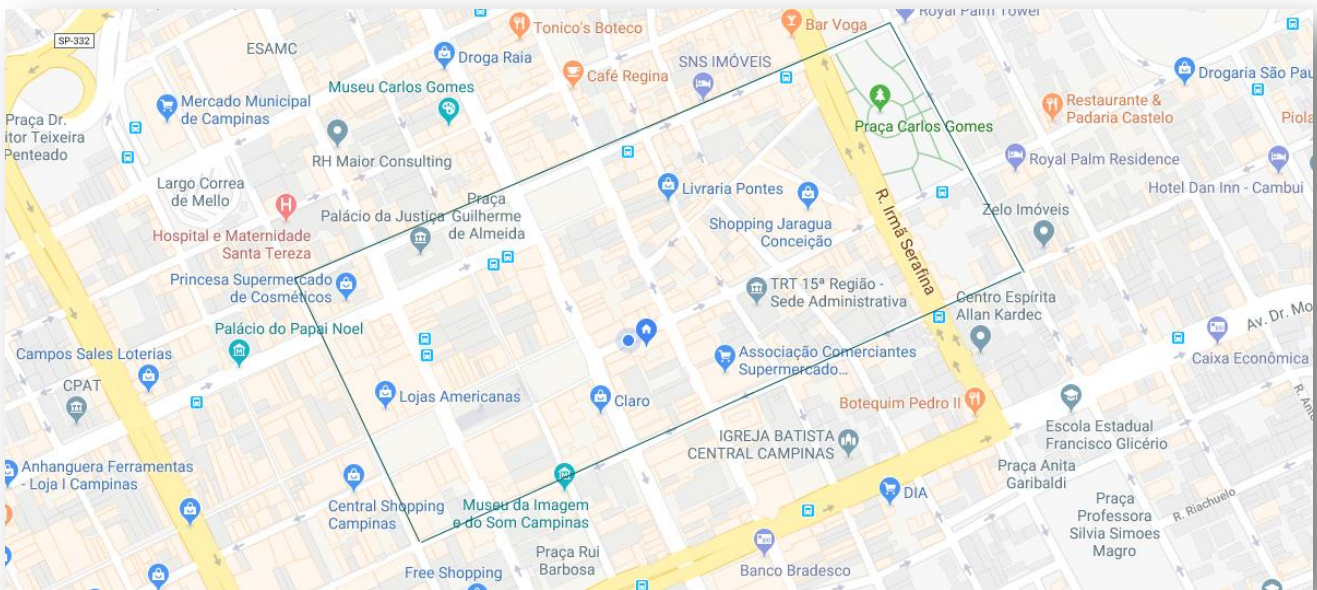 Royal Palm Tower
SP-332
Tonico's Boteco
Bar Voga
ESAMC
Droga Raia
SNS IMÓVEIS
Café Regina
Drogaria São Pau
Museu Carlos Gomes
Mercado Municipal
de Campinas
Restaurante &
Padaria Castelo
Praça Dr.
itor Teixeira
Penteado
Piola
Praça Carlos Gomes
RH Maior Consulting
Royal Palm Residence
Largo Correa
de Mello
Livraria Pontes
Hotel Dan Inn - Cambui
H
Palácio da Justiça
Praça
Guilherme
de Almeida
R. Irmã Serafina
Zelo Imóveis
Hospital e Maternidade
Santa Tereza
Shopping Jaragua
Conceição
Princesa Supermercado
de Cosméticos
TRT 15ª Região -
Sede Administrativa
Centro Espírita
Allan Kardec
Av. Dr. Mo
Palácio do Papai Noel
Campos Sales Loterias
Associação Comerciantes
Supermercado...
Caixa Econômica
CPAT
Lojas Americanas
Claro
Botequim Pedro II
R. Anto
Escola Estadual
Francisco Glicério
IGREJA BATISTA
CENTRAL CAMPINAS
Anhanguera Ferramentas
- Loja I Campinas
Praça Anita
Garibaldi
Central Shopping
Campinas
Museu da Imagem
e do Som Campinas
DIA
Praça
Professora
Silvia Simoes
Magro
R. Riachuelo
Praça Rui
Barbosa
Free Shopping
Banco Bradesco